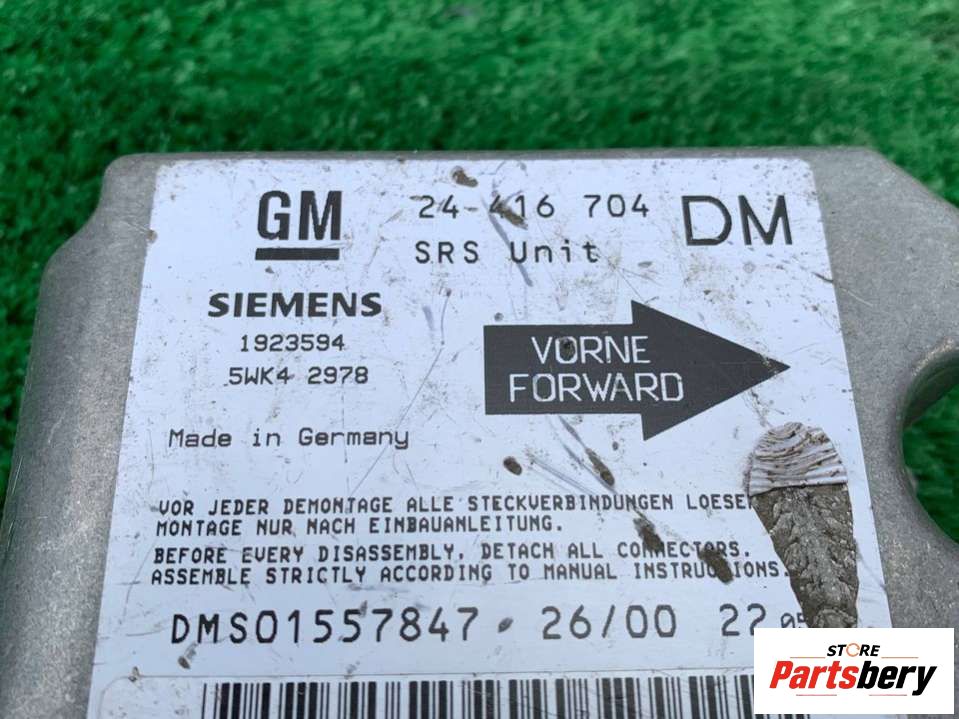 GM 24-416 704 DM
SRS Unit
SIEMENS
1923594
5WK4 2978
VORNE
FORWARD
Made in Germany
VOR JEDER DEMONTAGE ALLE STECKVERBINDUNGEN LOESEN
MONTAGE NUR NACH EINBAUANLEITUNG.
BEFORE EVERY DISASSEMBLY, DETACH ALL CONNECTORS.
ASSEMBLE STRICTLY ACCORDING TO MANUAL INSTRUCTIONS.
DMS01557847 26/00 22
STORE
Partsbery